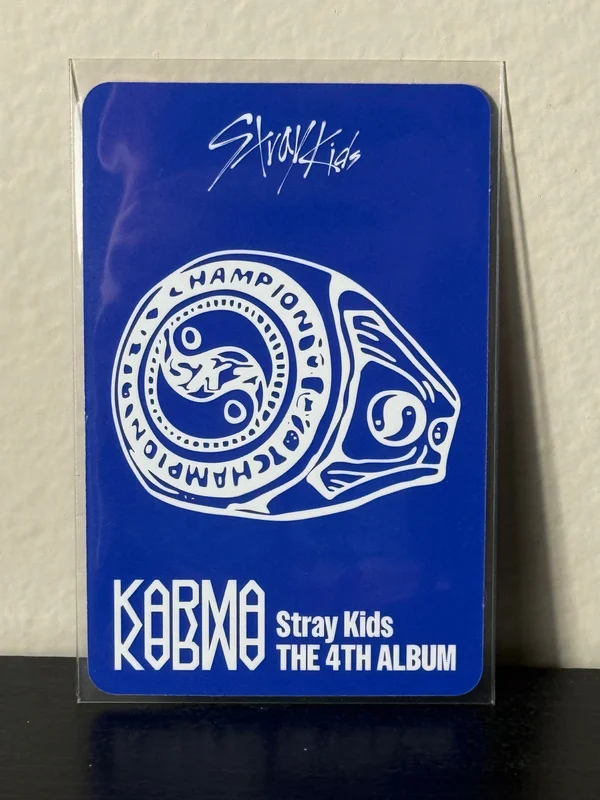 Stray Kids
CHAMPION
SKZ
CHAMPION
KARMA
Stray Kids
THE 4TH ALBUM